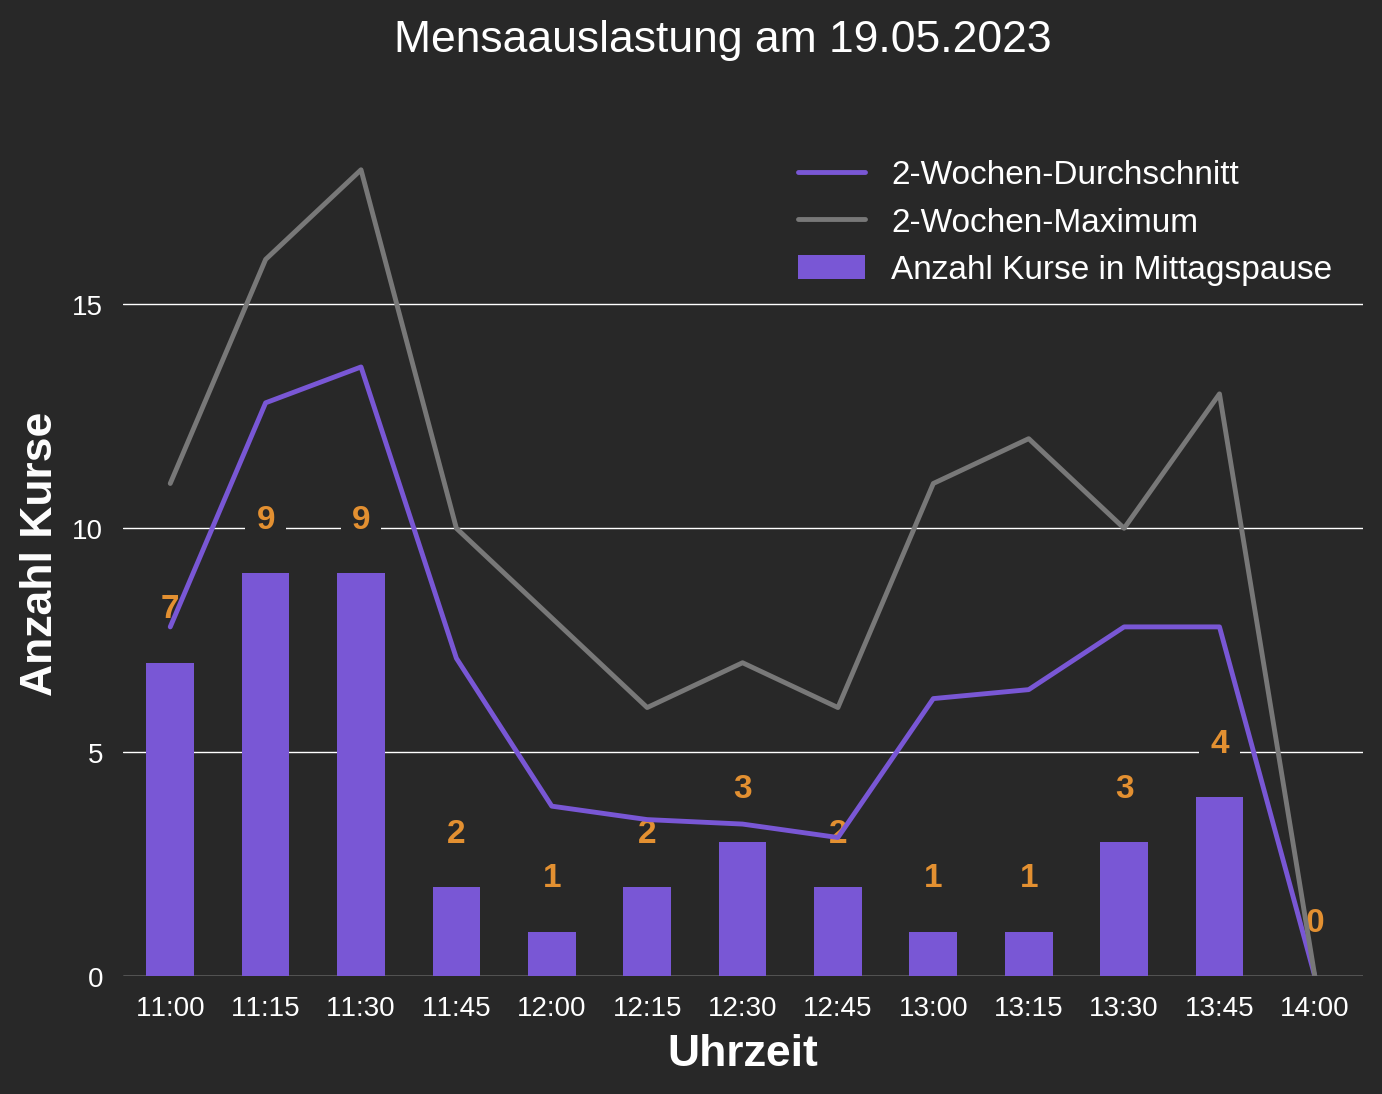 Mensaauslastung am 19.05.2023
2-Wochen-Durchschnitt
2-Wochen-Maximum
Anzahl Kurse in Mittagspause
Anzahl Kurse
15
10
5
0
7
9
9
2
1
2
3
2
1
1
3
4
0
11:00 11:15 11:30 11:45 12:00 12:15 12:30 12:45 13:00 13:15 13:30 13:45 14:00
Uhrzeit